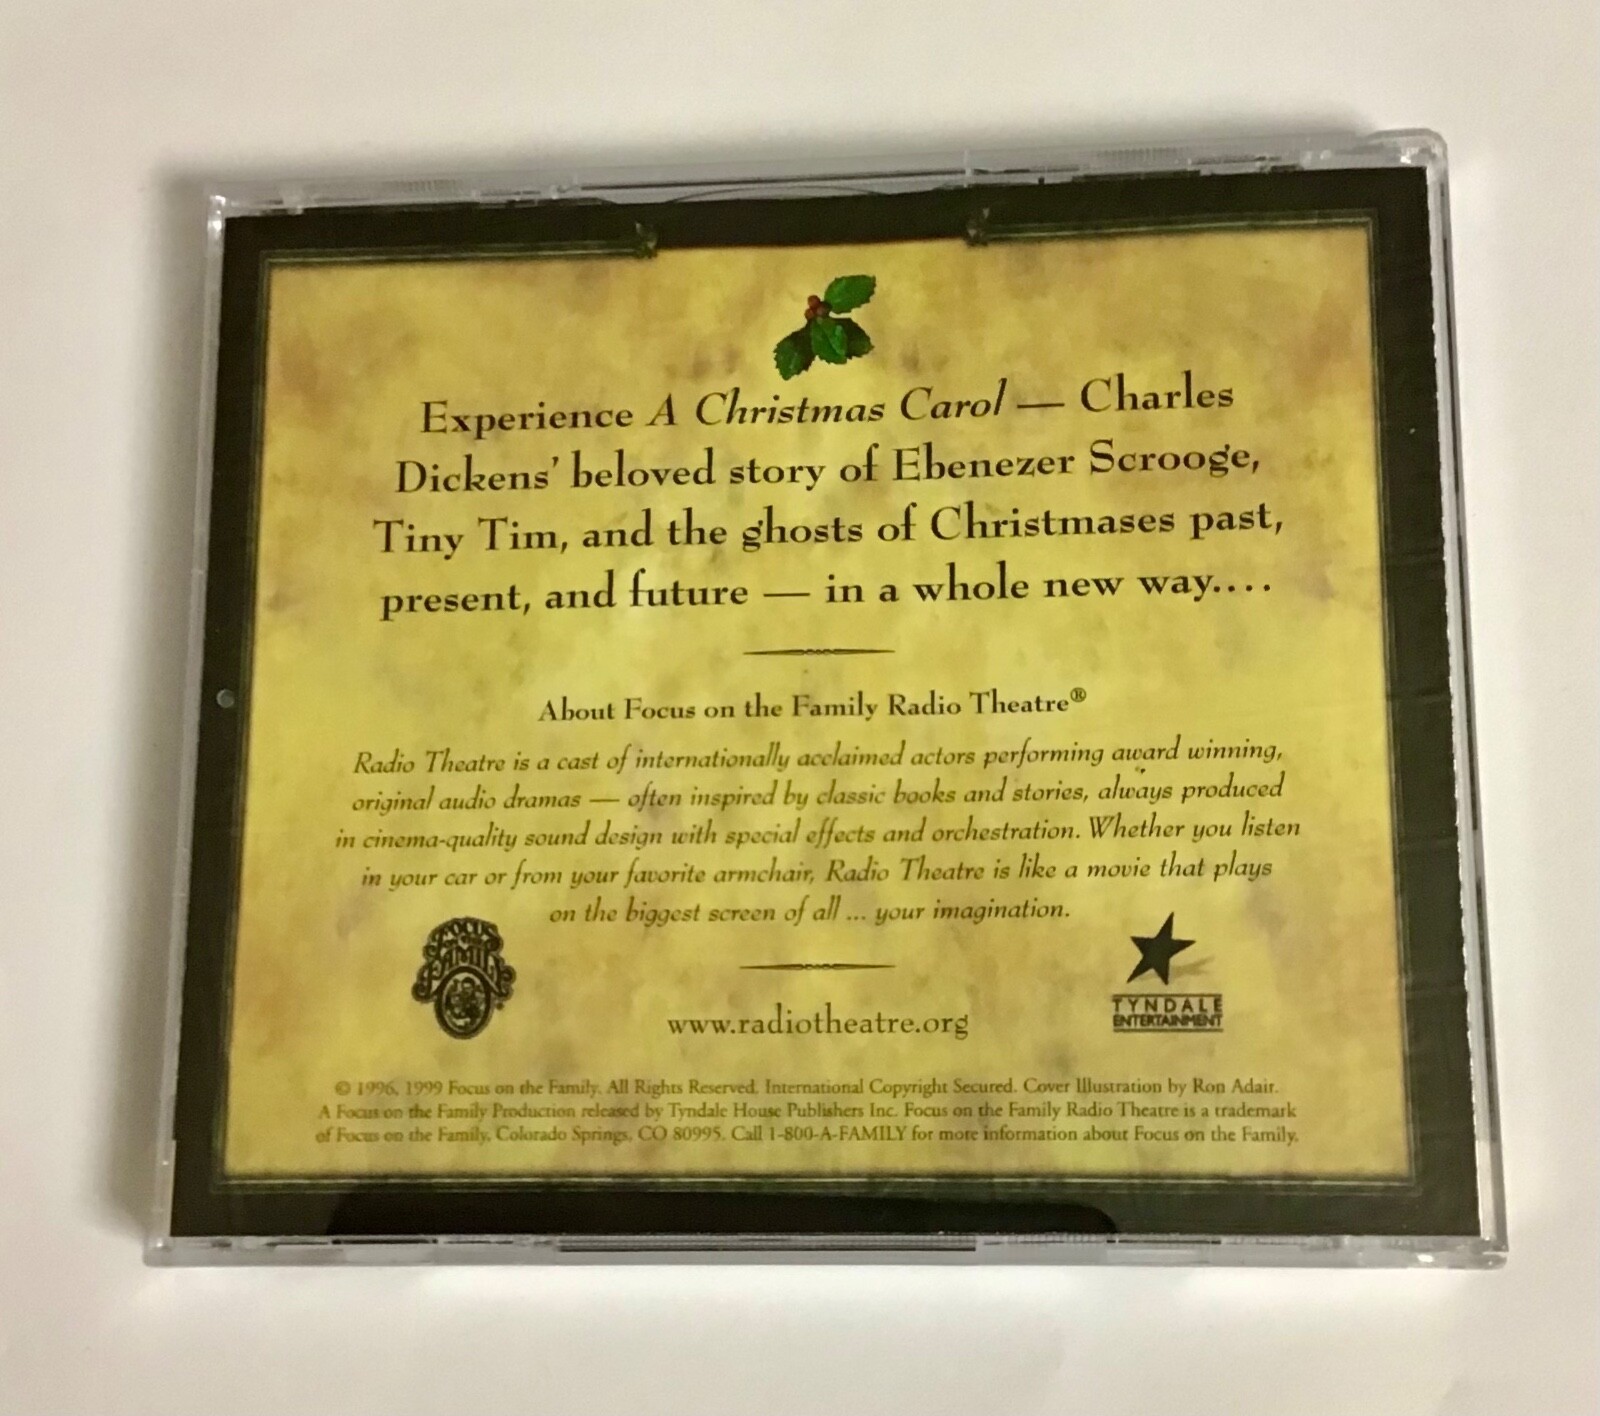 Experience A Christmas Carol — Charles
Dickens' beloved story of Ebenezer Scrooge,
Tiny Tim, and the ghosts of Christmases past,
present, and future — in a whole new way....
About Focus on the Family Radio Theatre®
Radio Theatre is a cast of internationally acclaimed actors performing award winning,
original audio dramas — often inspired by classic books and stories, always produced
in cinema-quality sound design with special effects and orchestration. Whether you listen
in your car or from your favorite armchair, Radio Theatre is like a movie that plays
on the biggest screen of all ... your imagination.
FOCUS
ON THE
FAMILY
www.radiotheatre.org
TYNDALE
ENTERTAINMENT
© 1996, 1999 Focus on the Family. All Rights Reserved. International Copyright Secured. Cover Illustration by Ron Adair.
A Focus on the Family Production released by Tyndale House Publishers Inc. Focus on the Family Radio Theatre is a trademark
of Focus on the Family, Colorado Springs, CO 80995. Call 1-800-A-FAMILY for more information about Focus on the Family.